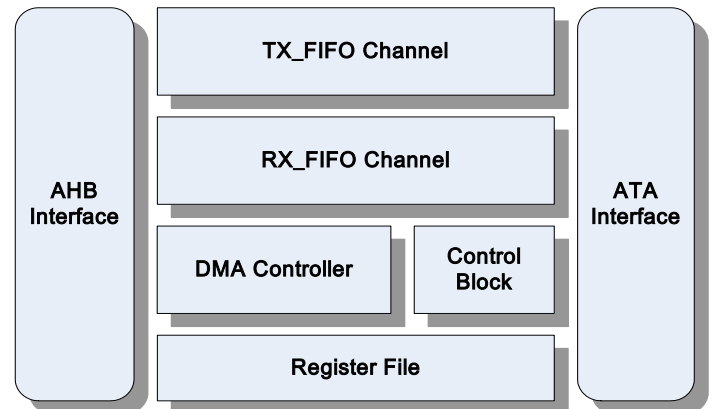 AHB
Interface
TX_FIFO Channel
RX_FIFO Channel
DMA Controller
Control
Block
Register File
ATA
Interface